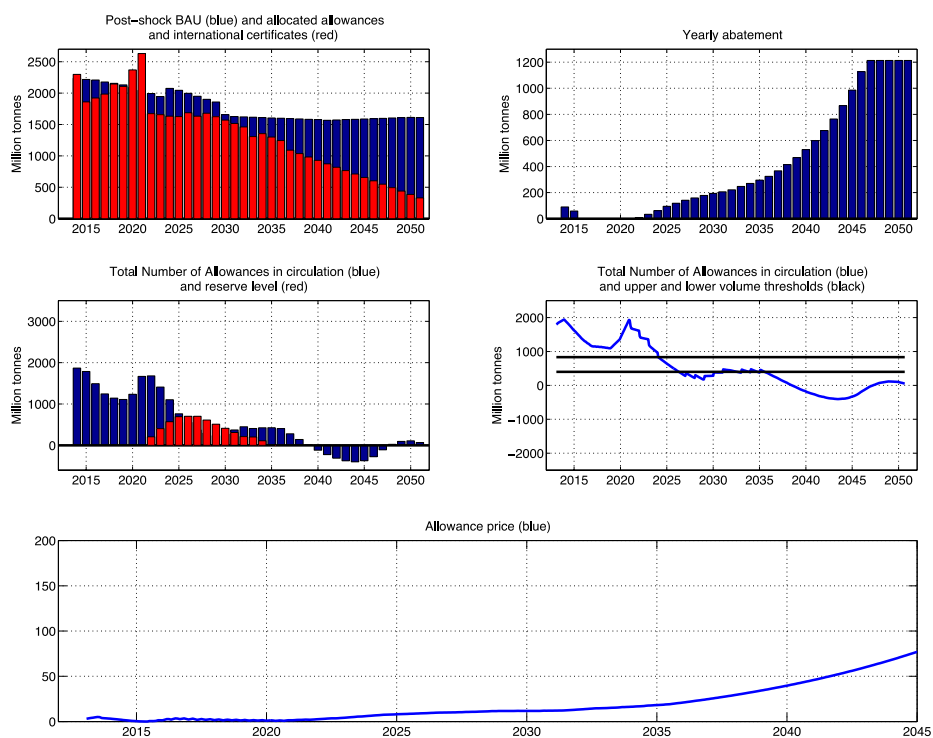 Post−shock BAU (blue) and allocated allowances
and international certificates (red)
Million tonnes
2500
2000
1500
1000
500
0
2015 2020 2025 2030 2035 2040 2045 2050
Yearly abatement
Million tonnes
1200
1000
800
600
400
200
0
2015 2020 2025 2030 2035 2040 2045 2050
Total Number of Allowances in circulation (blue)
and reserve level (red)
Million tonnes
3000
2000
1000
0
2015 2020 2025 2030 2035 2040 2045 2050
Total Number of Allowances in circulation (blue)
and upper and lower volume thresholds (black)
Million tonnes
2000
1000
0
−1000
−2000
2015 2020 2025 2030 2035 2040 2045 2050
Allowance price (blue)
200
150
100
50
0
2015 2020 2025 2030 2035 2040 2045